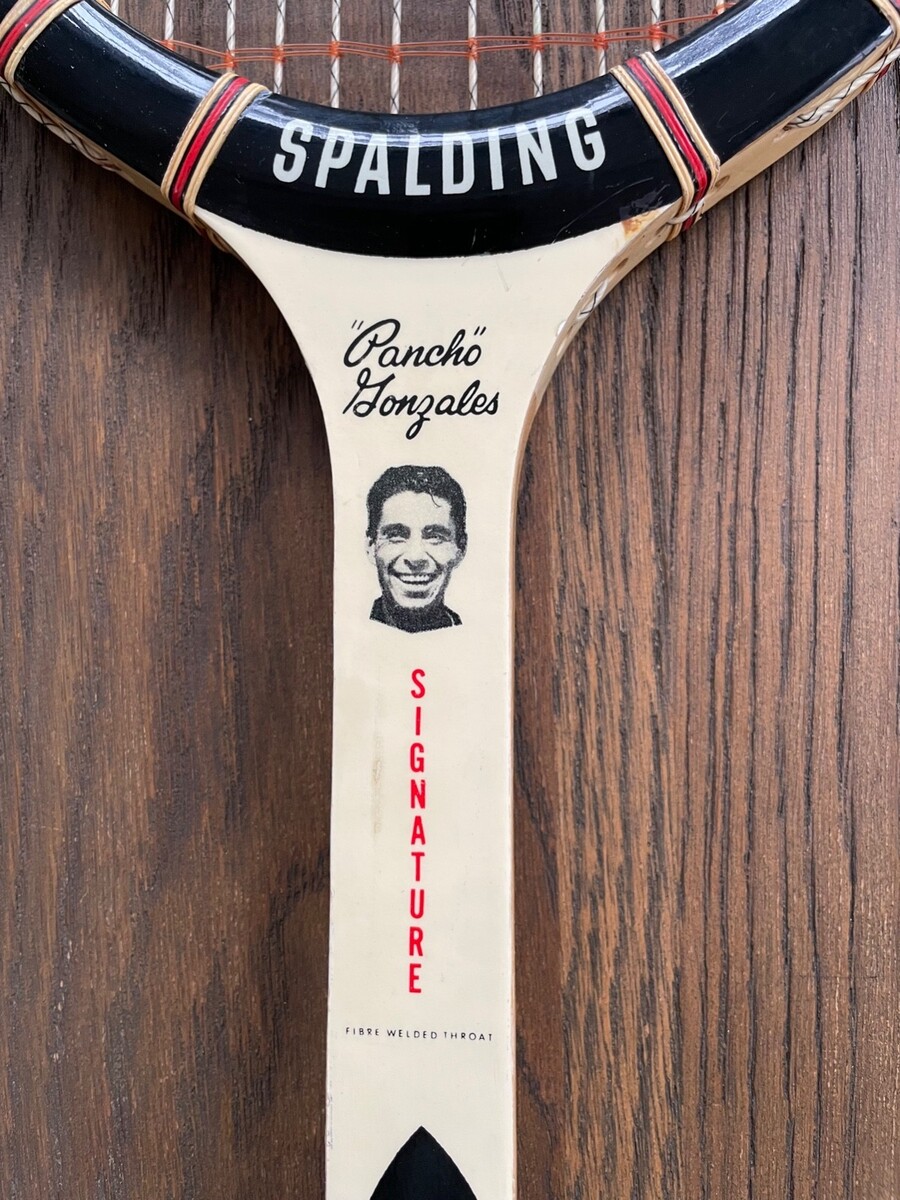 SPALDING
"Pancho"
Gonzales
SIGNATURE
FIBRE WELDED THROAT